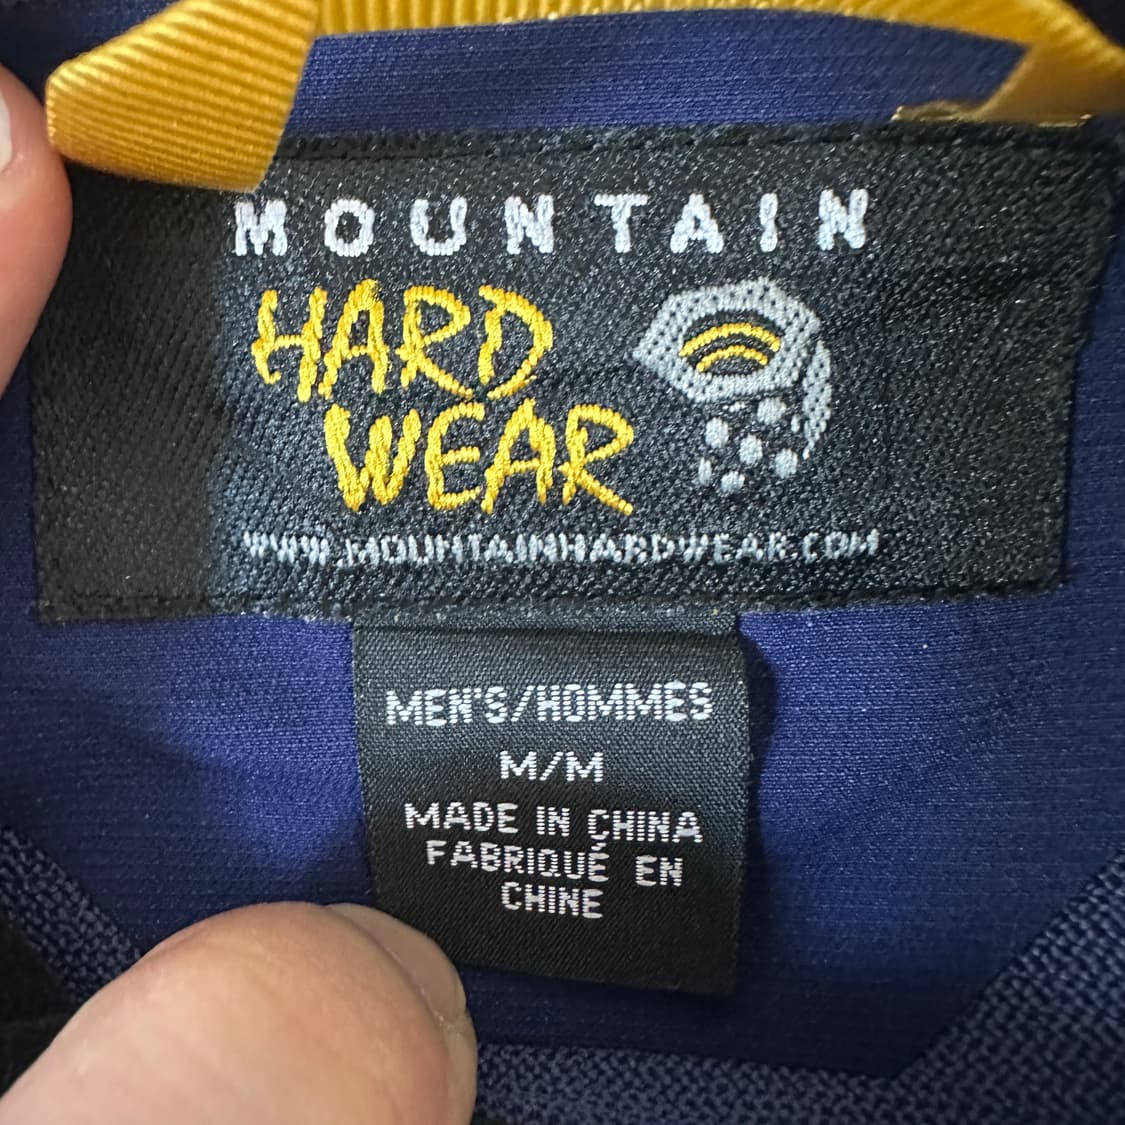 MOUNTAIN
HARD
WEAR
WWW.MOUNTAINHARDWEAR.COM
MEN'S/HOMMES
M/M
MADE IN CHINA
FABRIQUÉ EN
CHINE